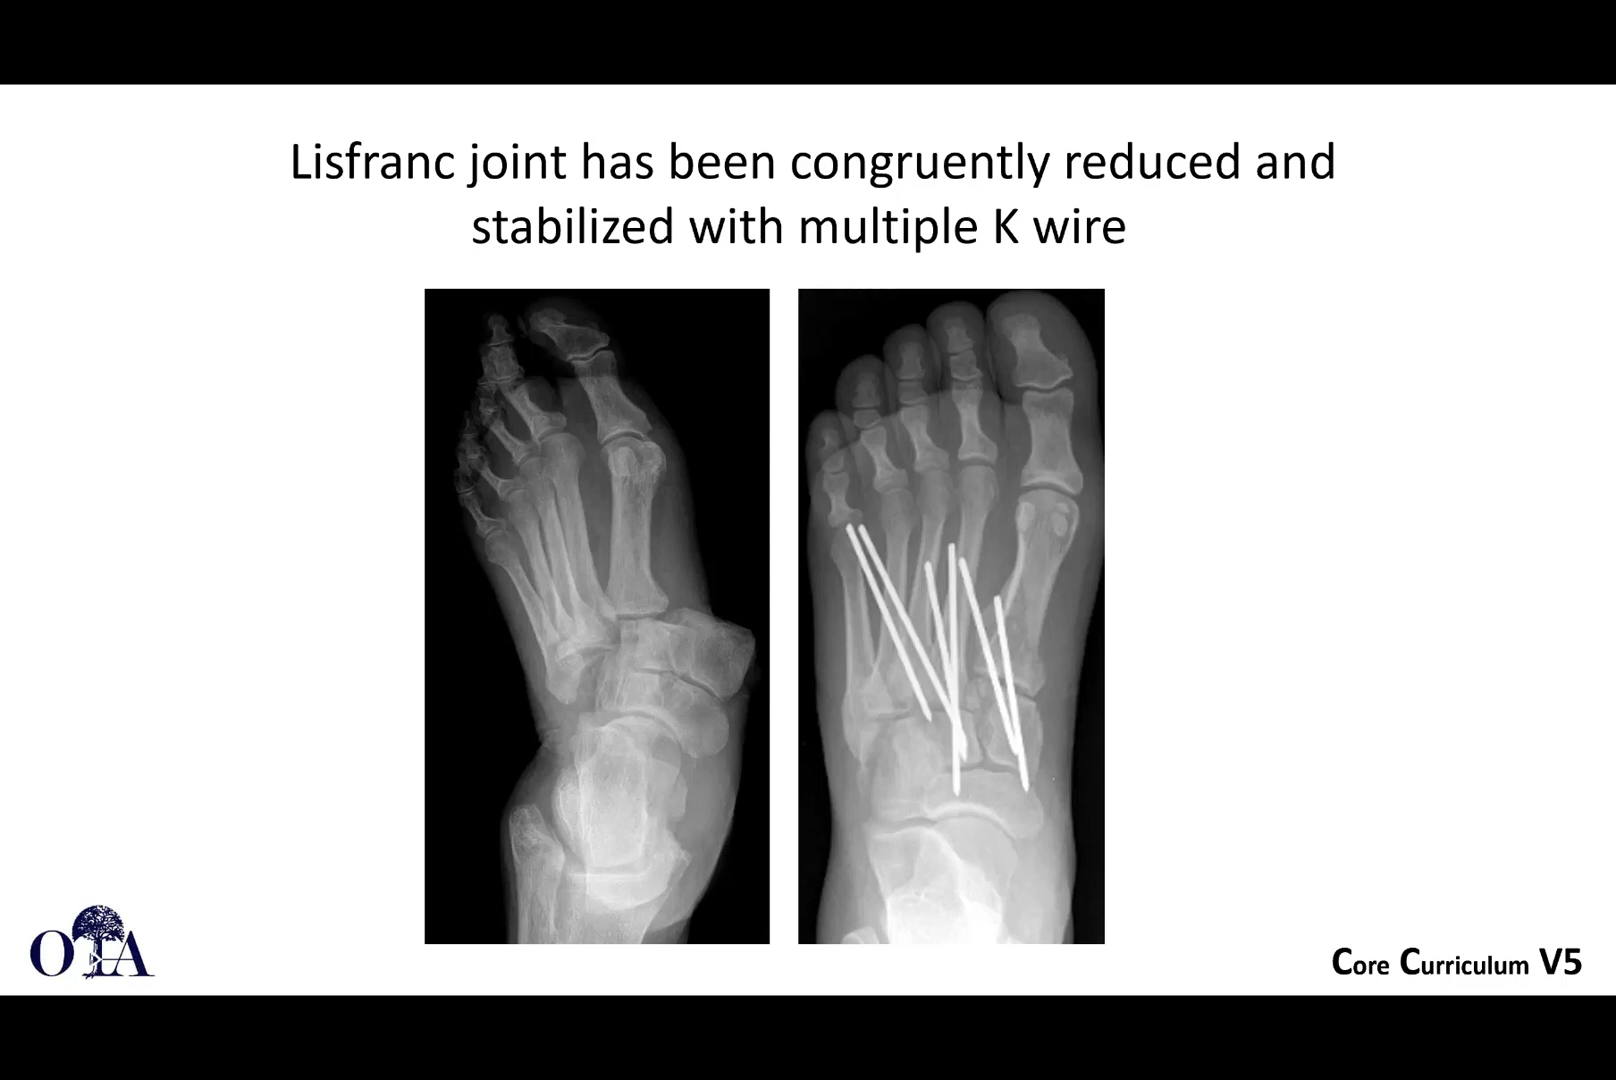 Lisfranc joint has been congruently reduced and
stabilized with multiple K wire
OTA
Core Curriculum V5